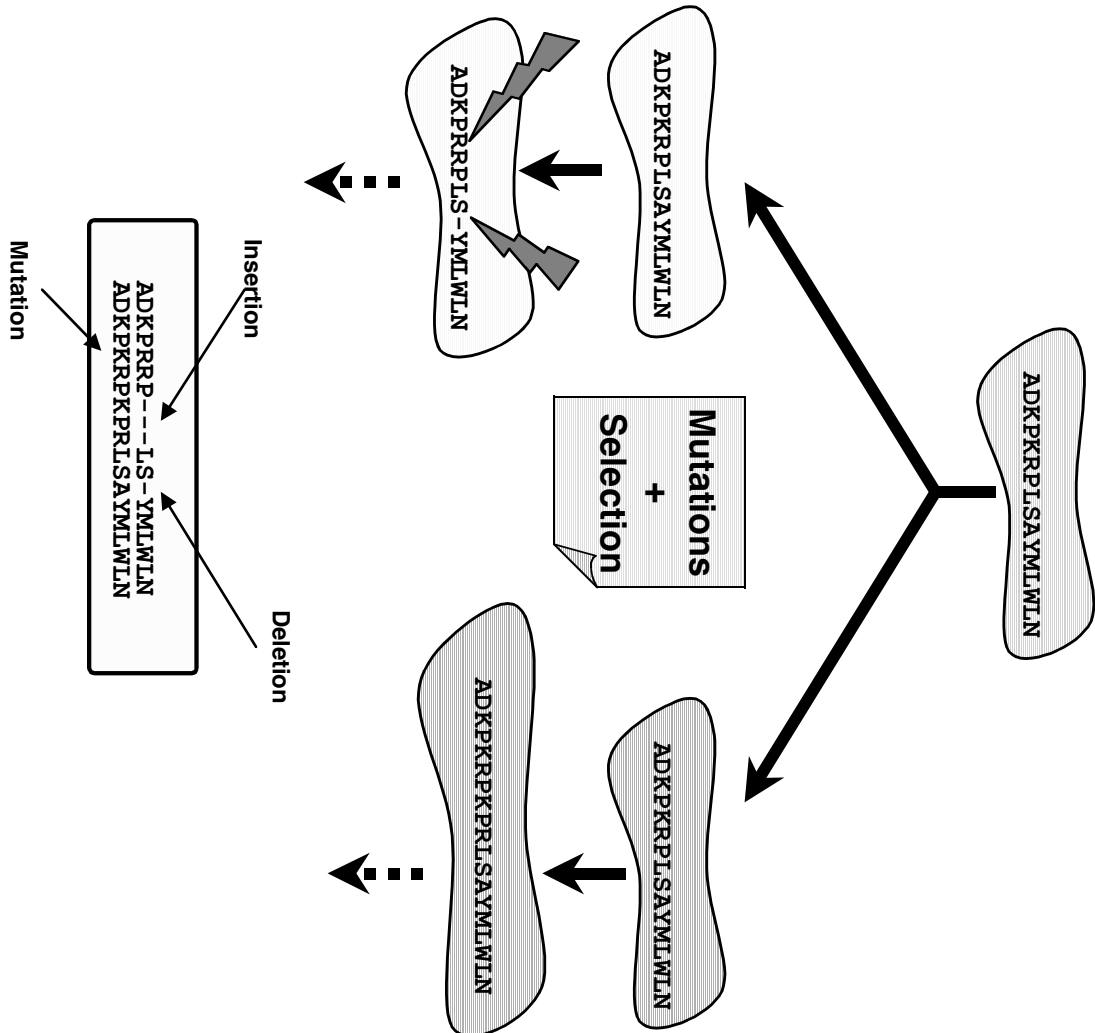 ADKPKRPLSAYMLWLN
ADKPKRPLSAYMLWLN
ADKPKRPLSAYMLWLN
Mutations
+
Selection
ADKPRRPLS-YMLWLN
ADKPKRPKPRLSAYMLWLN
Deletion
Insertion
ADKPRRP---LS-YMLWLN
ADKPKRPKPRLSAYMLWLN
Mutation